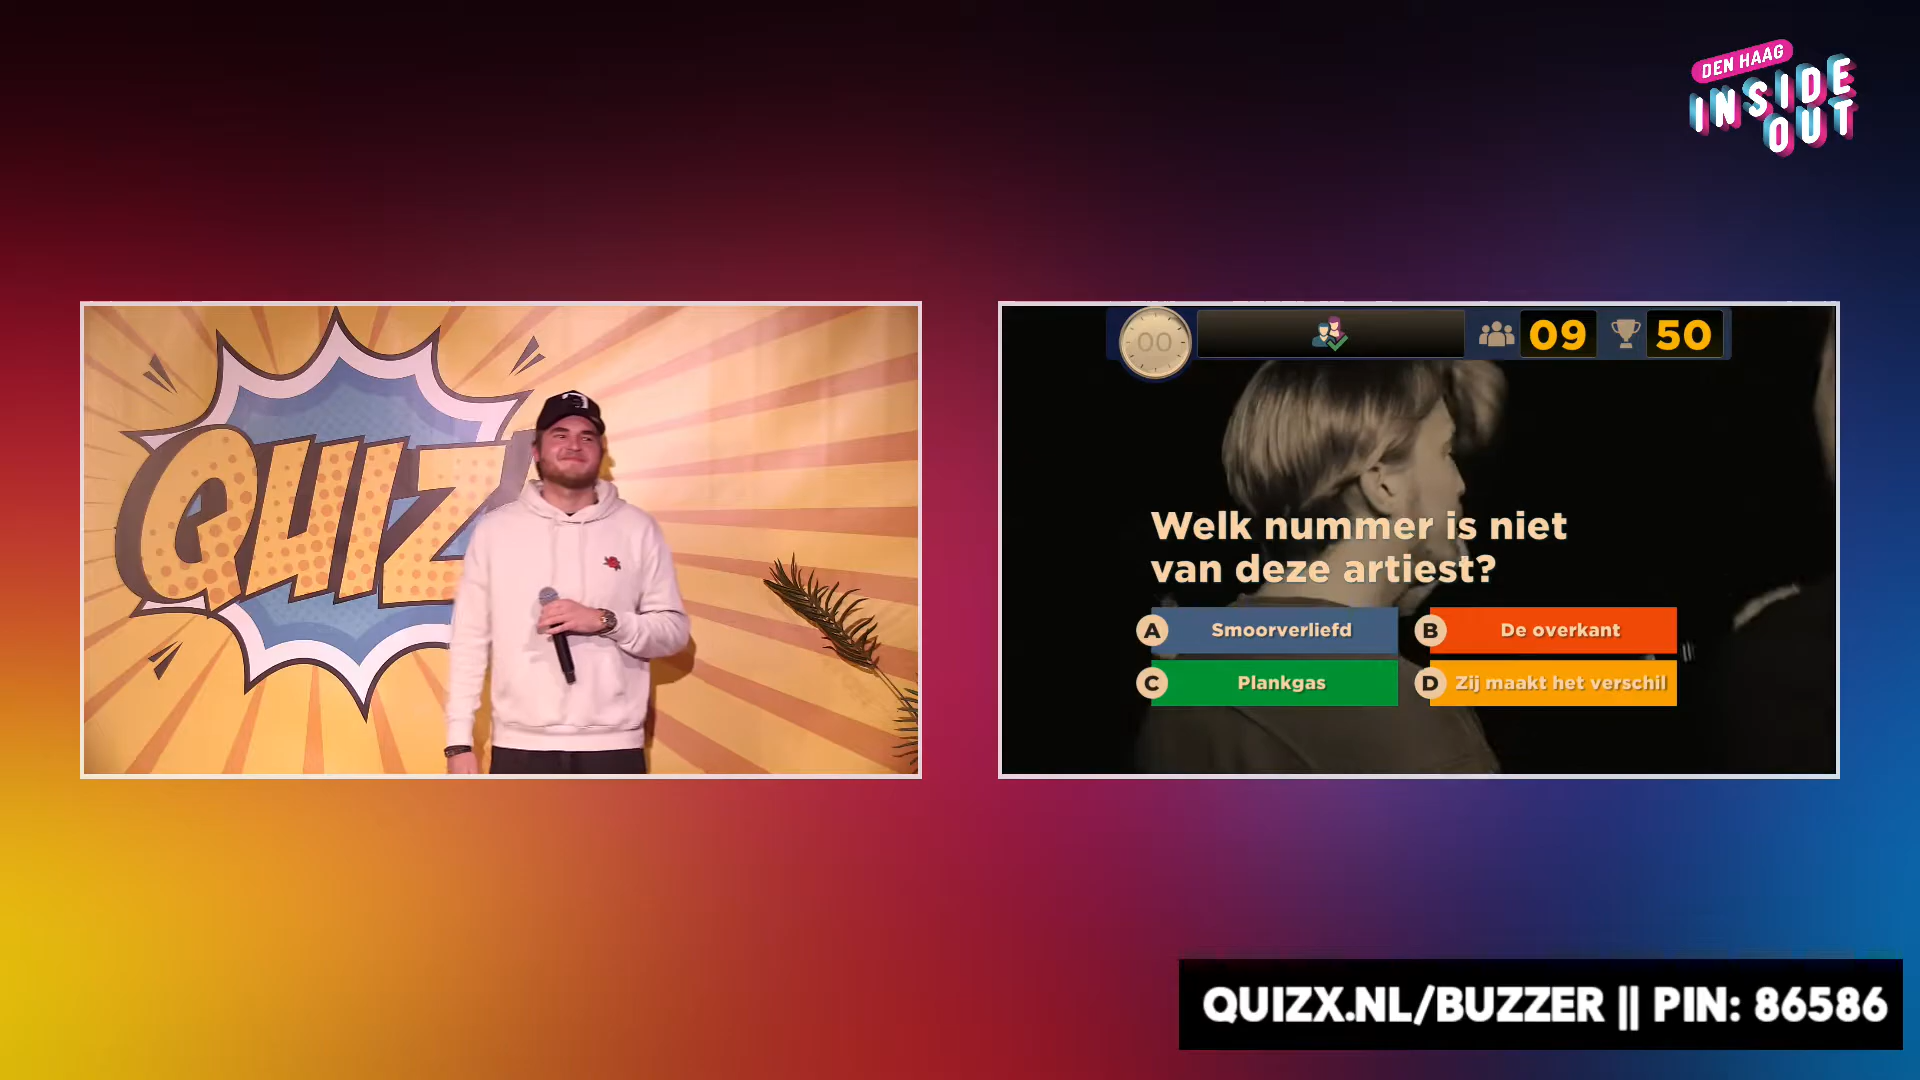 DEN HAAG
INSIDE
OUT
QUIZ
00
09
50
Welk nummer is niet
van deze artiest?
A Smoorverliefd
B De overkant
C Plankgas
D Zij maakt het verschil
QUIZX.NL/BUZZER || PIN: 86586